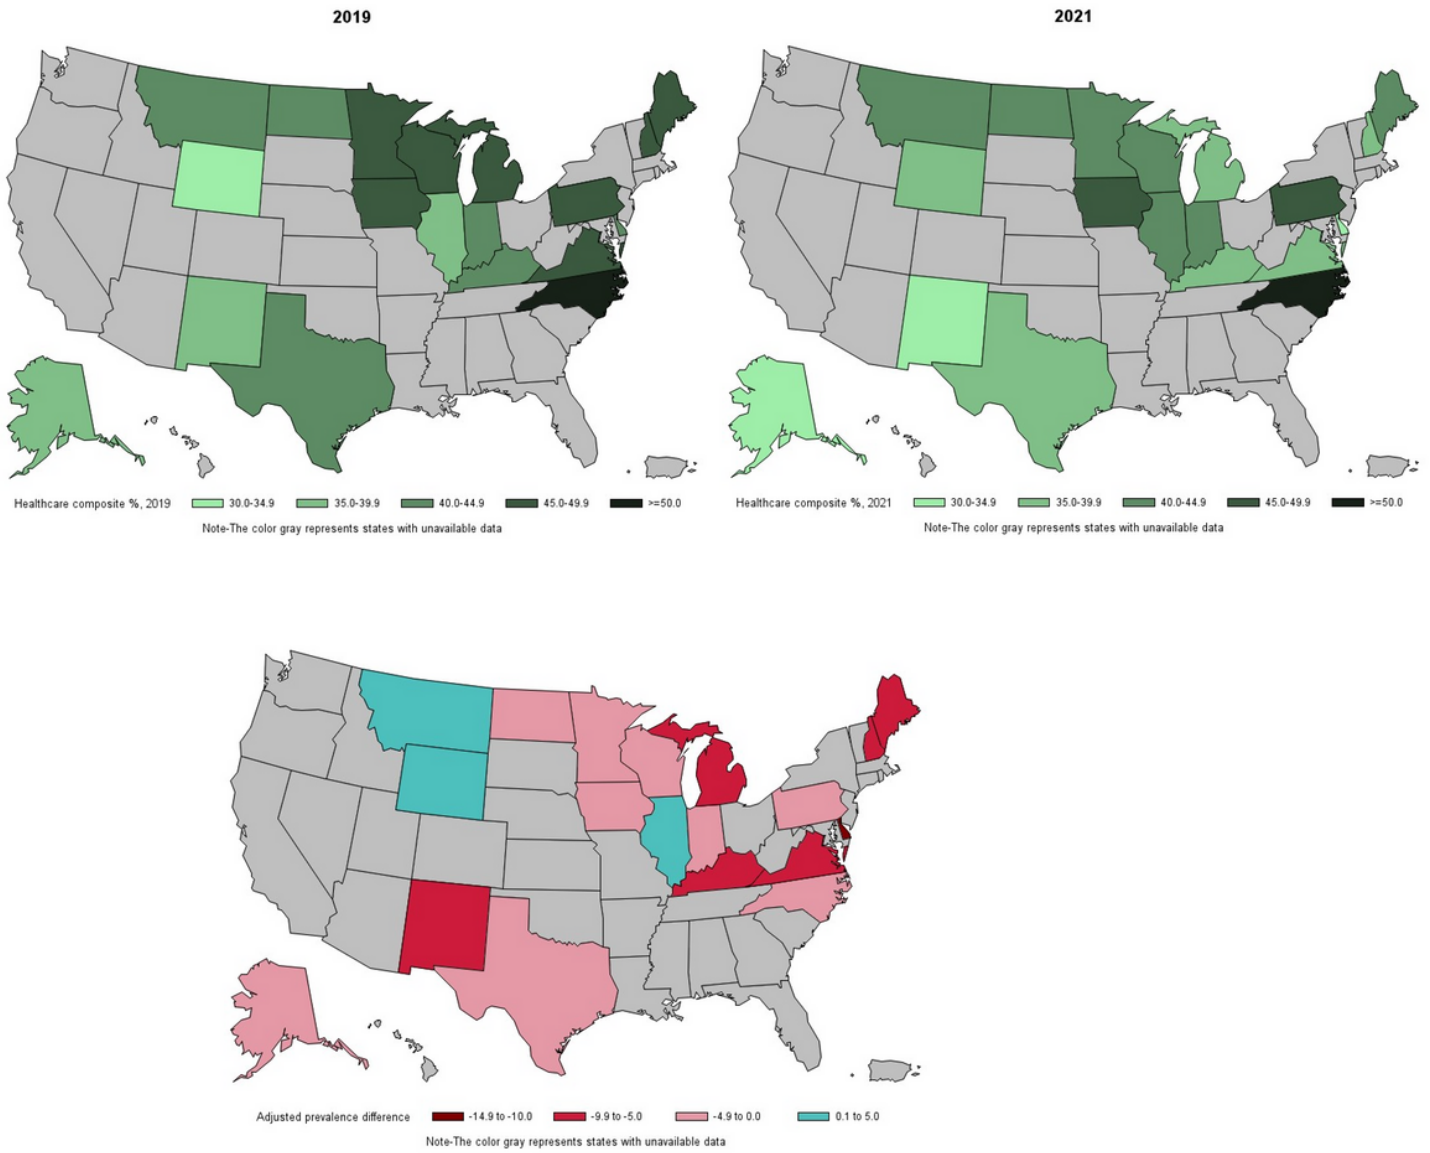 2019
2021
Healthcare composite %, 2019 30.0-34.9 35.0-39.9 40.0-44.9 45.0-49.9 >=50.0
Note-The color gray represents states with unavailable data
Healthcare composite %, 2021 30.0-34.9 35.0-39.9 40.0-44.9 45.0-49.9 >=50.0
Note-The color gray represents states with unavailable data
Adjusted prevalence difference -14.9 to -10.0 -9.9 to -5.0 -4.9 to 0.0 0.1 to 5.0
Note-The color gray represents states with unavailable data